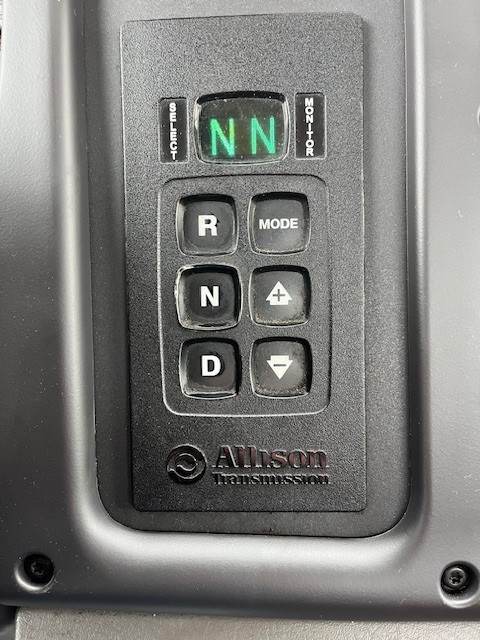 SELECT
NN
MONITOR
R
MODE
N
+
D
-
Allison
Transmission